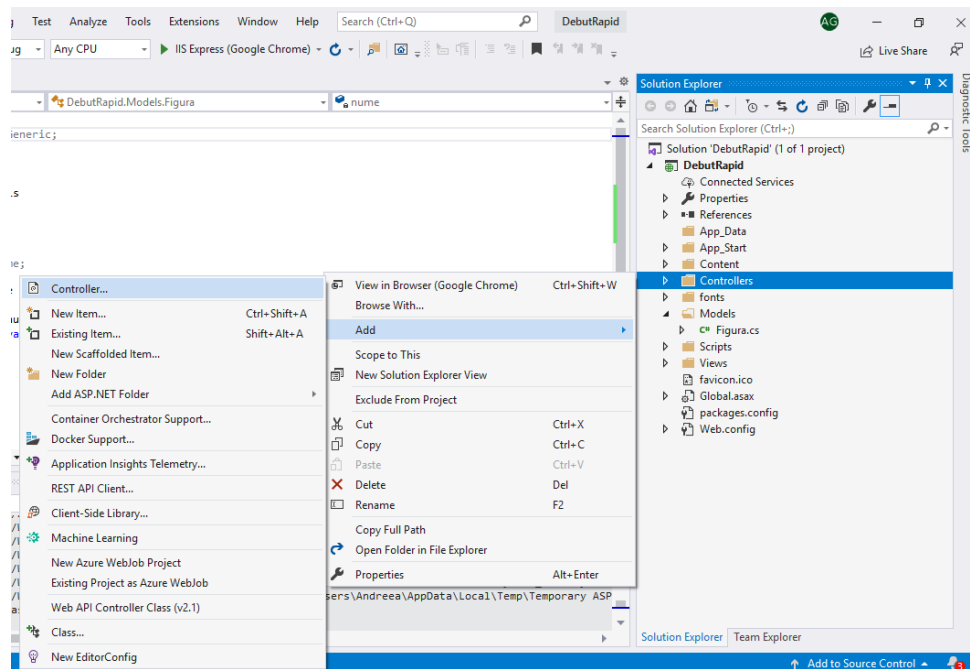 Test Analyze Tools Extensions Window Help Search (Ctrl+Q) DebutRapid AG
Any CPU IIS Express (Google Chrome) Live Share
DebutRapid.Models.Figura nume
Solution Explorer
Search Solution Explorer (Ctrl+;)
Solution 'DebutRapid' (1 of 1 project)
DebutRapid
Connected Services
Properties
References
App_Data
App_Start
Content
Controllers
fonts
Models
C# Figura.cs
Scripts
Views
favicon.ico
Global.asax
packages.config
Web.config
Solution Explorer Team Explorer
Diagnostic Tools
View in Browser (Google Chrome) Ctrl+Shift+W
Browse With...
Add
Scope to This
New Solution Explorer View
Exclude From Project
Cut Ctrl+X
Copy Ctrl+C
Paste Ctrl+V
Delete Del
Rename F2
Copy Full Path
Open Folder in File Explorer
Properties Alt+Enter
Controller...
New Item... Ctrl+Shift+A
Existing Item... Shift+Alt+A
New Scaffolded Item...
New Folder
Add ASP.NET Folder
Container Orchestrator Support...
Docker Support...
Application Insights Telemetry...
REST API Client...
Client-Side Library...
Machine Learning
New Azure WebJob Project
Existing Project as Azure WebJob
Web API Controller Class (v2.1)
Class...
New EditorConfig
sers\Andreea\AppData\Local\Temp\Temporary ASP
Add to Source Control 3